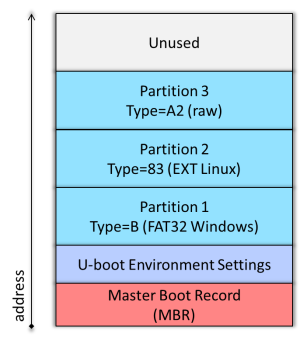 Unused
Partition 3
Type=A2 (raw)
Partition 2
Type=83 (EXT Linux)
Partition 1
Type=B (FAT32 Windows)
U-boot Environment Settings
Master Boot Record
(MBR)
address